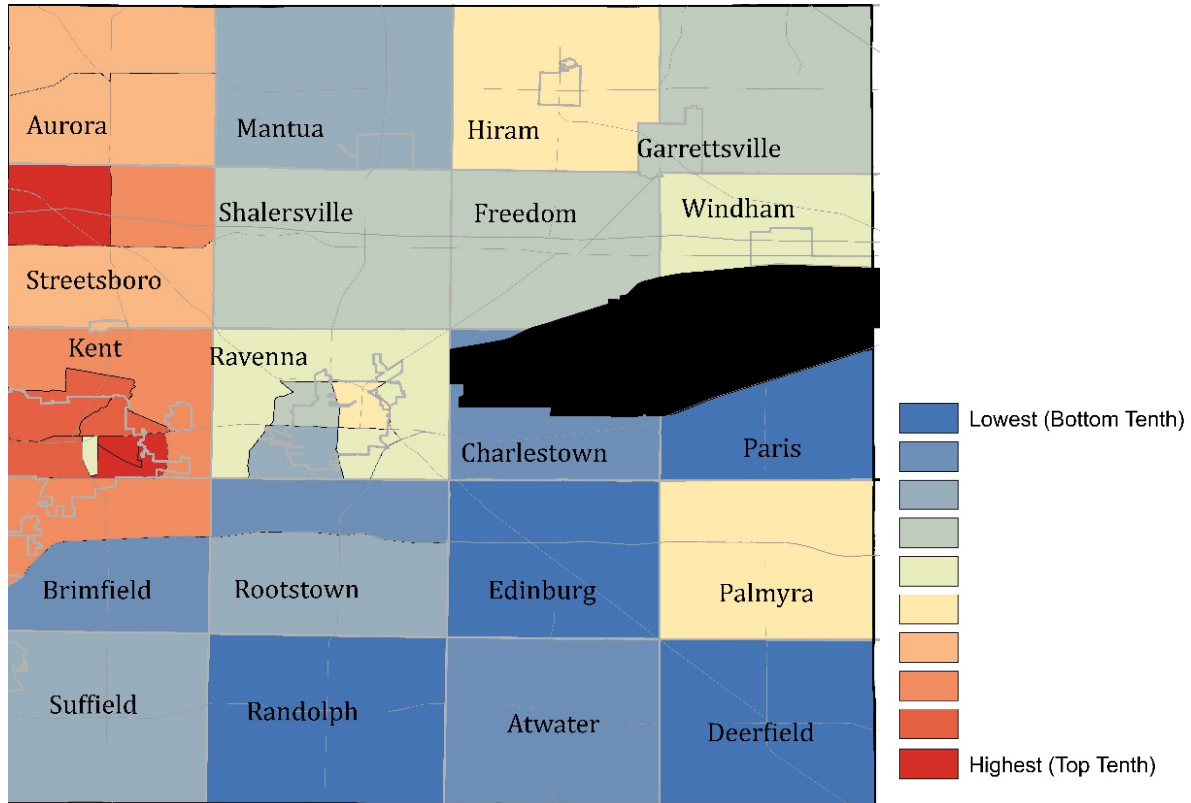 Aurora
Mantua
Hiram
Garrettsville
Shalersville
Freedom
Windham
Streetsboro
Kent
Ravenna
Charlestown
Paris
Brimfield
Rootstown
Edinburg
Palmyra
Suffield
Randolph
Atwater
Deerfield
Lowest (Bottom Tenth)
Highest (Top Tenth)